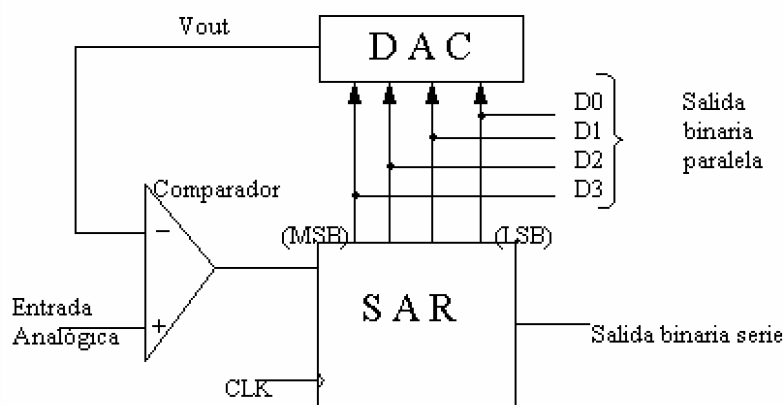 Vout
D A C
D0
D1
D2
D3
Salida
binaria
paralela
Comparador
(MSB)
(LSB)
−
+
Entrada
Analógica
S A R
CLK
Salida binaria serie